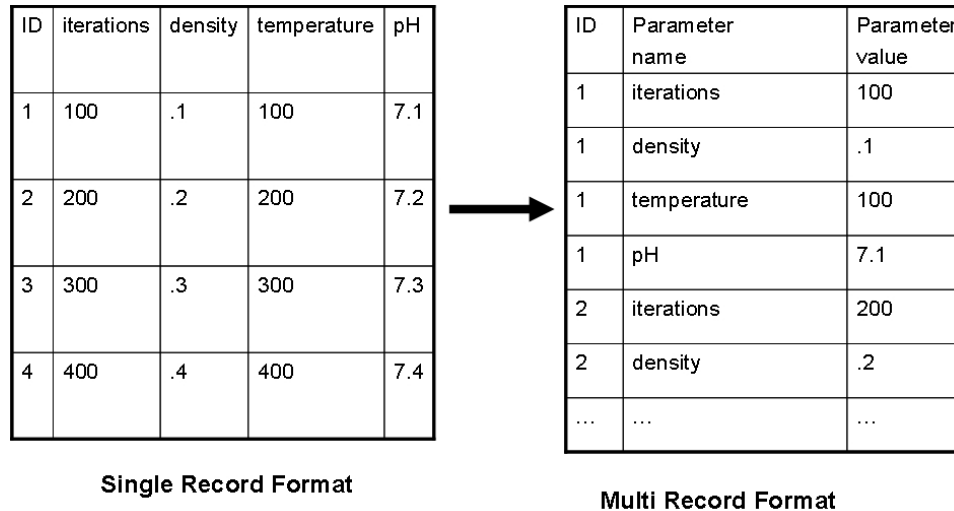 ID iterations density temperature pH
1 100 .1 100 7.1
2 200 .2 200 7.2
3 300 .3 300 7.3
4 400 .4 400 7.4
Single Record Format
ID Parameter Parameter
name value
1 iterations 100
1 density .1
1 temperature 100
1 pH 7.1
2 iterations 200
2 density .2
... ... ...
Multi Record Format